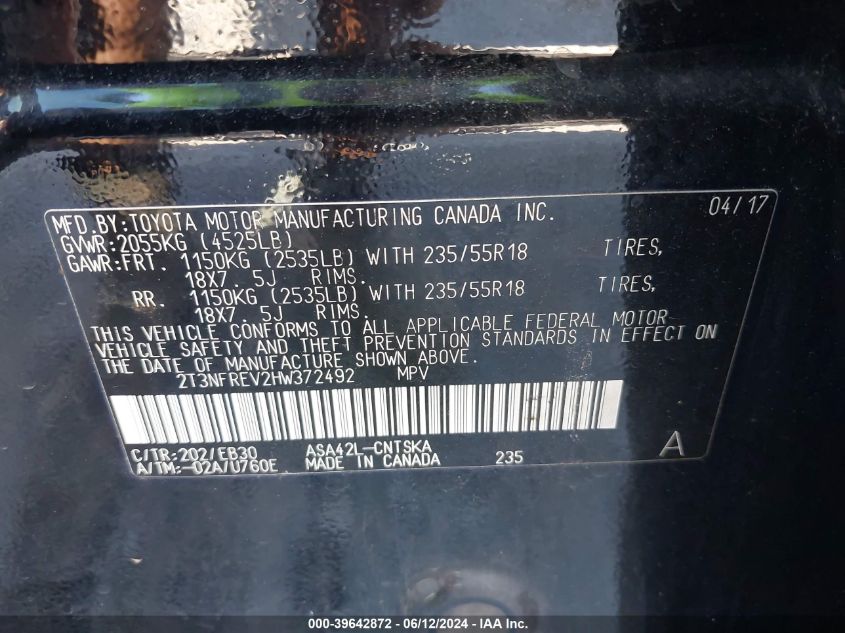 MFD.BY:TOYOTA MOTOR MANUFACTURING CANADA INC. 04/17
GVWR:2055KG (4525LB)
GAWR:FRT. 1150KG (2535LB) WITH 235/55R18 TIRES,
18X7.5J RIMS.
RR. 1150KG (2535LB) WITH 235/55R18 TIRES,
18X7.5J RIMS.
THIS VEHICLE CONFORMS TO ALL APPLICABLE FEDERAL MOTOR
VEHICLE SAFETY AND THEFT PREVENTION STANDARDS IN EFFECT ON
THE DATE OF MANUFACTURE SHOWN ABOVE.
2T3NFREV2HW372492 MPV
C/TR:202/EB30 ASA42L-CNTSKA A
A/TM:-02A/U760E MADE IN CANADA 235
000-39642872 - 06/12/2024 - IAA Inc.